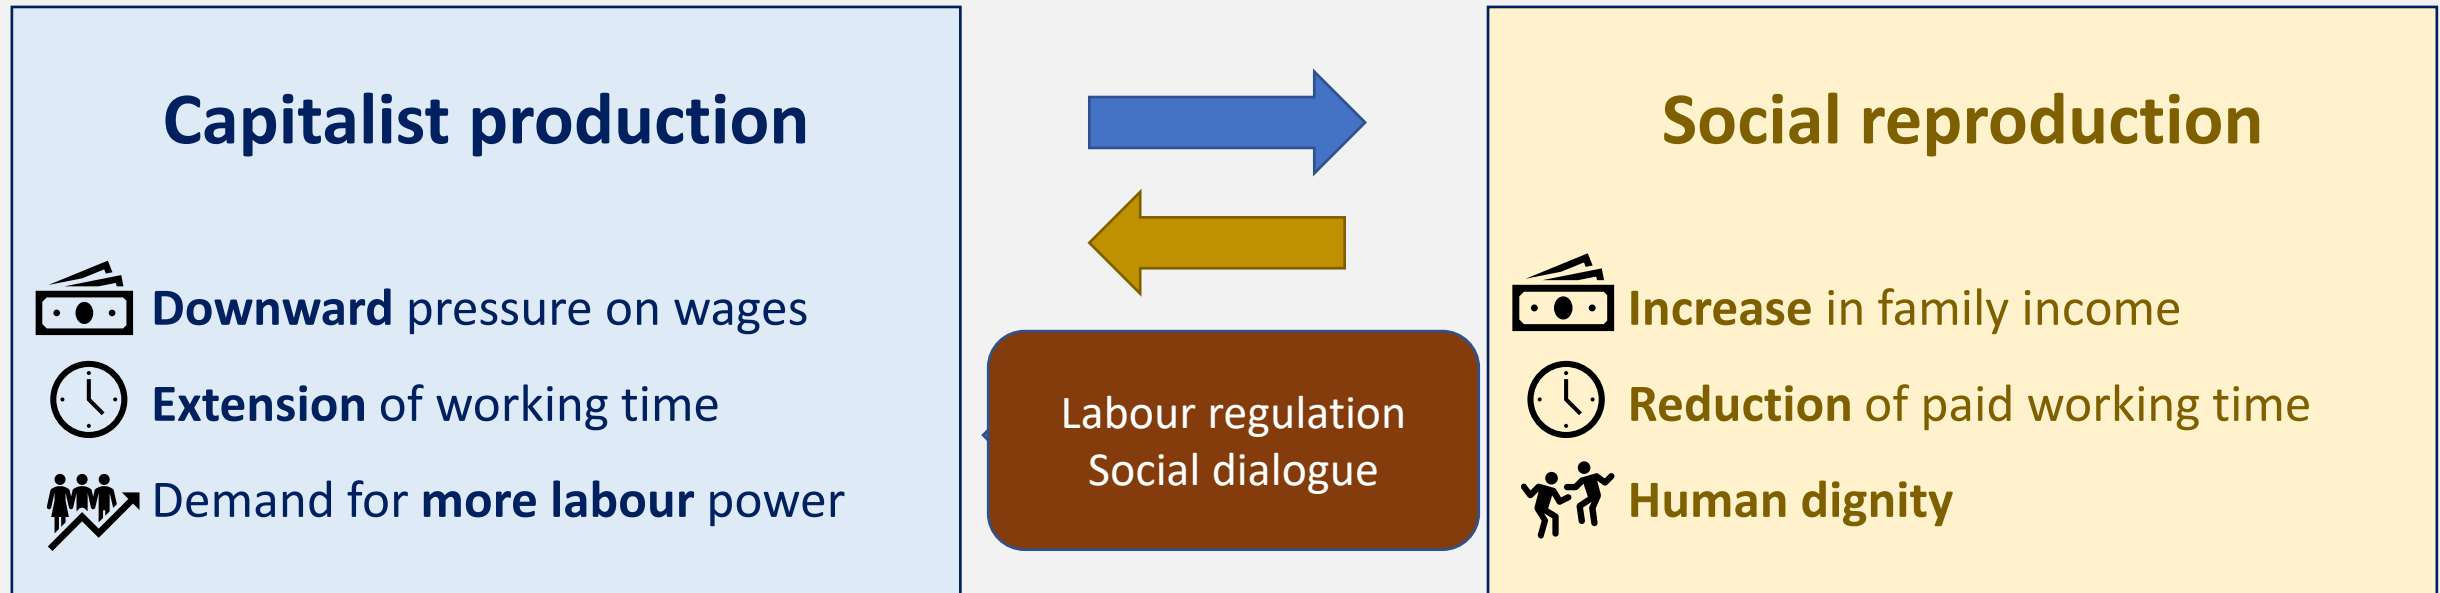 Capitalist production
Downward pressure on wages
Extension of working time
Demand for more labour power
Labour regulation
Social dialogue
Social reproduction
Increase in family income
Reduction of paid working time
Human dignity